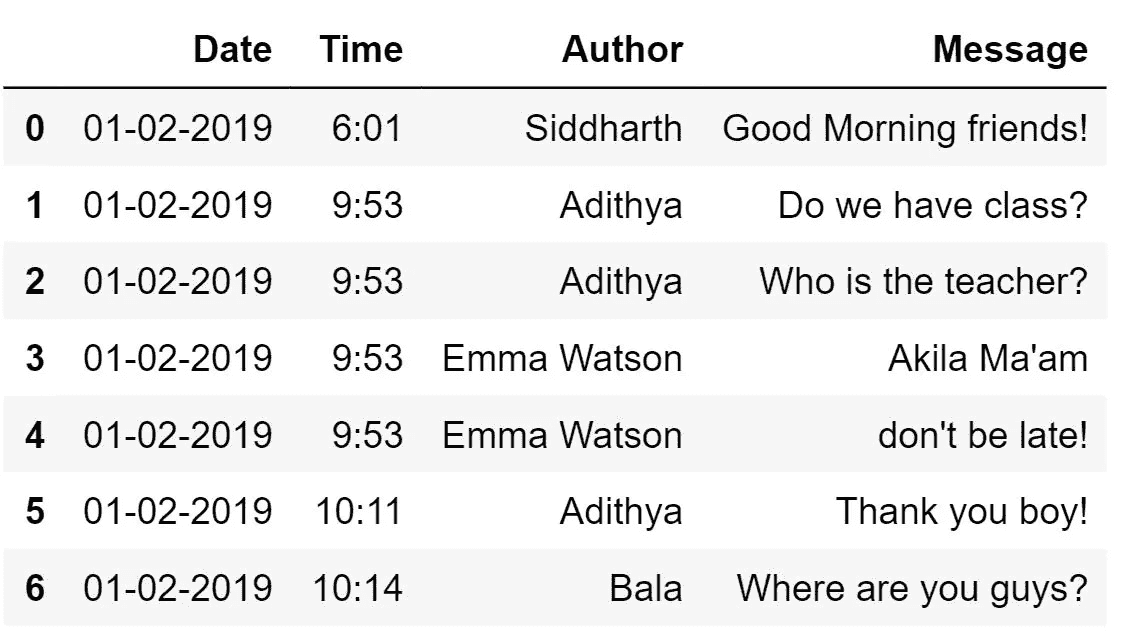 Date Time Author Message
0 01-02-2019 6:01 Siddharth Good Morning friends!
1 01-02-2019 9:53 Adithya Do we have class?
2 01-02-2019 9:53 Adithya Who is the teacher?
3 01-02-2019 9:53 Emma Watson Akila Ma'am
4 01-02-2019 9:53 Emma Watson don't be late!
5 01-02-2019 10:11 Adithya Thank you boy!
6 01-02-2019 10:14 Bala Where are you guys?